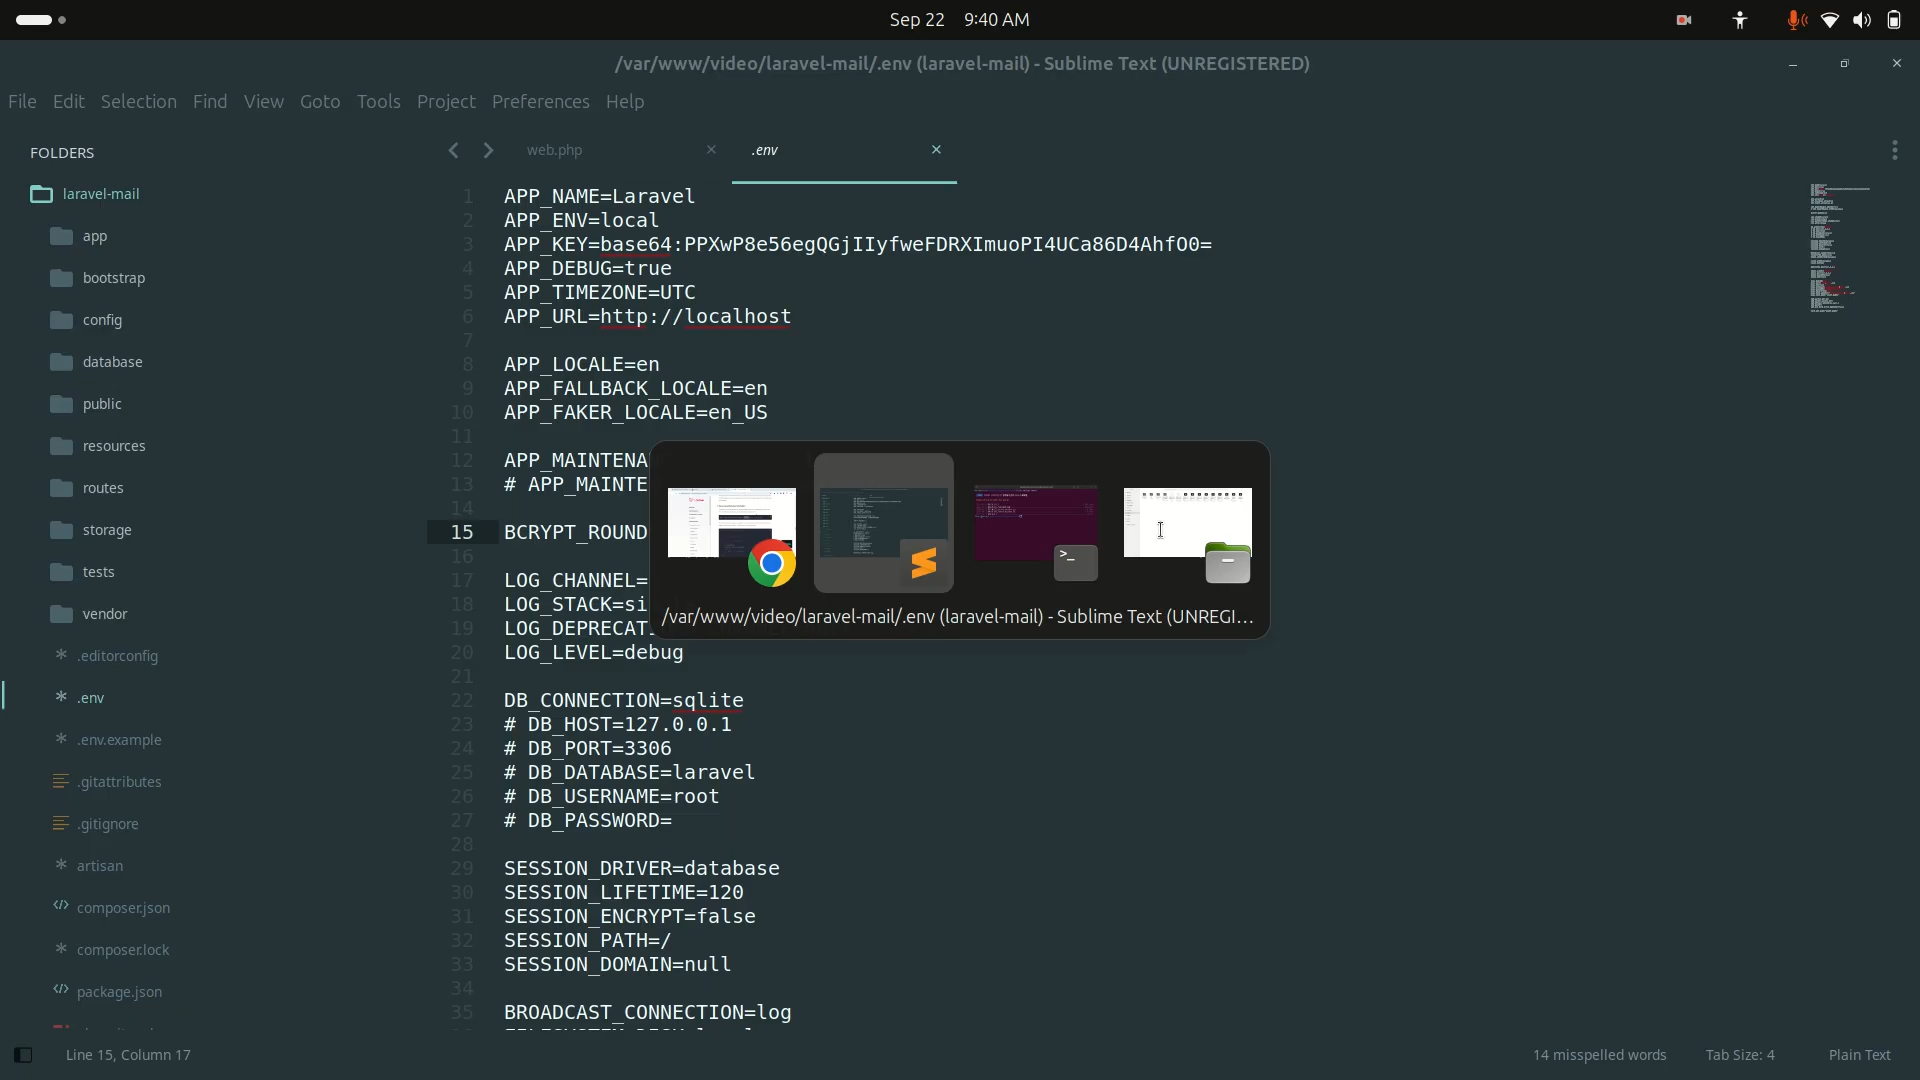 Sep 22 9:40 AM
/var/www/video/laravel-mail/.env (laravel-mail) - Sublime Text (UNREGISTERED)
File Edit Selection Find View Goto Tools Project Preferences Help
FOLDERS
laravel-mail
app
bootstrap
config
database
public
resources
routes
storage
tests
vendor
.editorconfig
.env
.env.example
.gitattributes
.gitignore
artisan
composer.json
composer.lock
package.json
web.php
.env
1 APP_NAME=Laravel
2 APP_ENV=local
3 APP_KEY=base64:PPXwP8e56egQGjIIyfweFDRXImuoPI4UCa86D4AhfO0=
4 APP_DEBUG=true
5 APP_TIMEZONE=UTC
6 APP_URL=http://localhost
7
8 APP_LOCALE=en
9 APP_FALLBACK_LOCALE=en
10 APP_FAKER_LOCALE=en_US
11
12 APP_MAINTENA
13 # APP_MAINTE
14
15 BCRYPT_ROUND
16
17 LOG_CHANNEL=
18 LOG_STACK=si
19 LOG_DEPRECATI
20 LOG_LEVEL=debug
21
22 DB_CONNECTION=sqlite
23 # DB_HOST=127.0.0.1
24 # DB_PORT=3306
25 # DB_DATABASE=laravel
26 # DB_USERNAME=root
27 # DB_PASSWORD=
28
29 SESSION_DRIVER=database
30 SESSION_LIFETIME=120
31 SESSION_ENCRYPT=false
32 SESSION_PATH=/
33 SESSION_DOMAIN=null
34
35 BROADCAST_CONNECTION=log
/var/www/video/laravel-mail/.env (laravel-mail) - Sublime Text (UNREGI...
Line 15, Column 17
14 misspelled words
Tab Size: 4
Plain Text